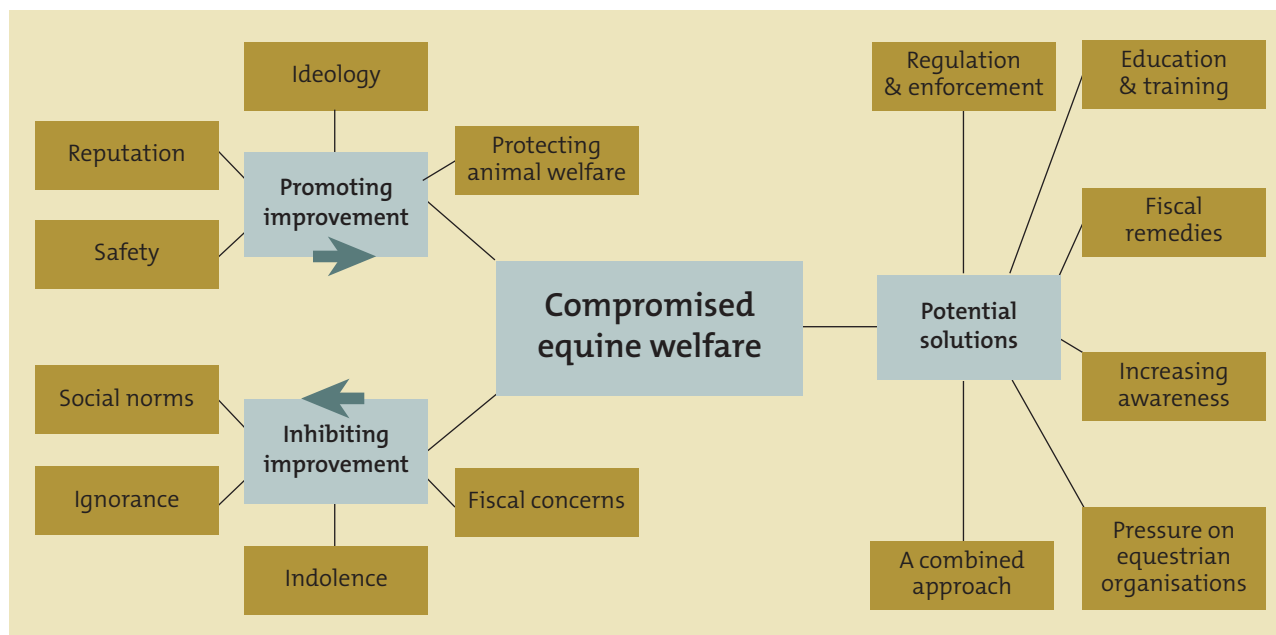 Ideology
Reputation
Safety
Promoting
improvement
Protecting
animal welfare
Social norms
Ignorance
Inhibiting
improvement
Indolence
Fiscal concerns
Compromised
equine welfare
Potential
solutions
Regulation
& enforcement
Education
& training
Fiscal
remedies
Increasing
awareness
Pressure on
equestrian
organisations
A combined
approach